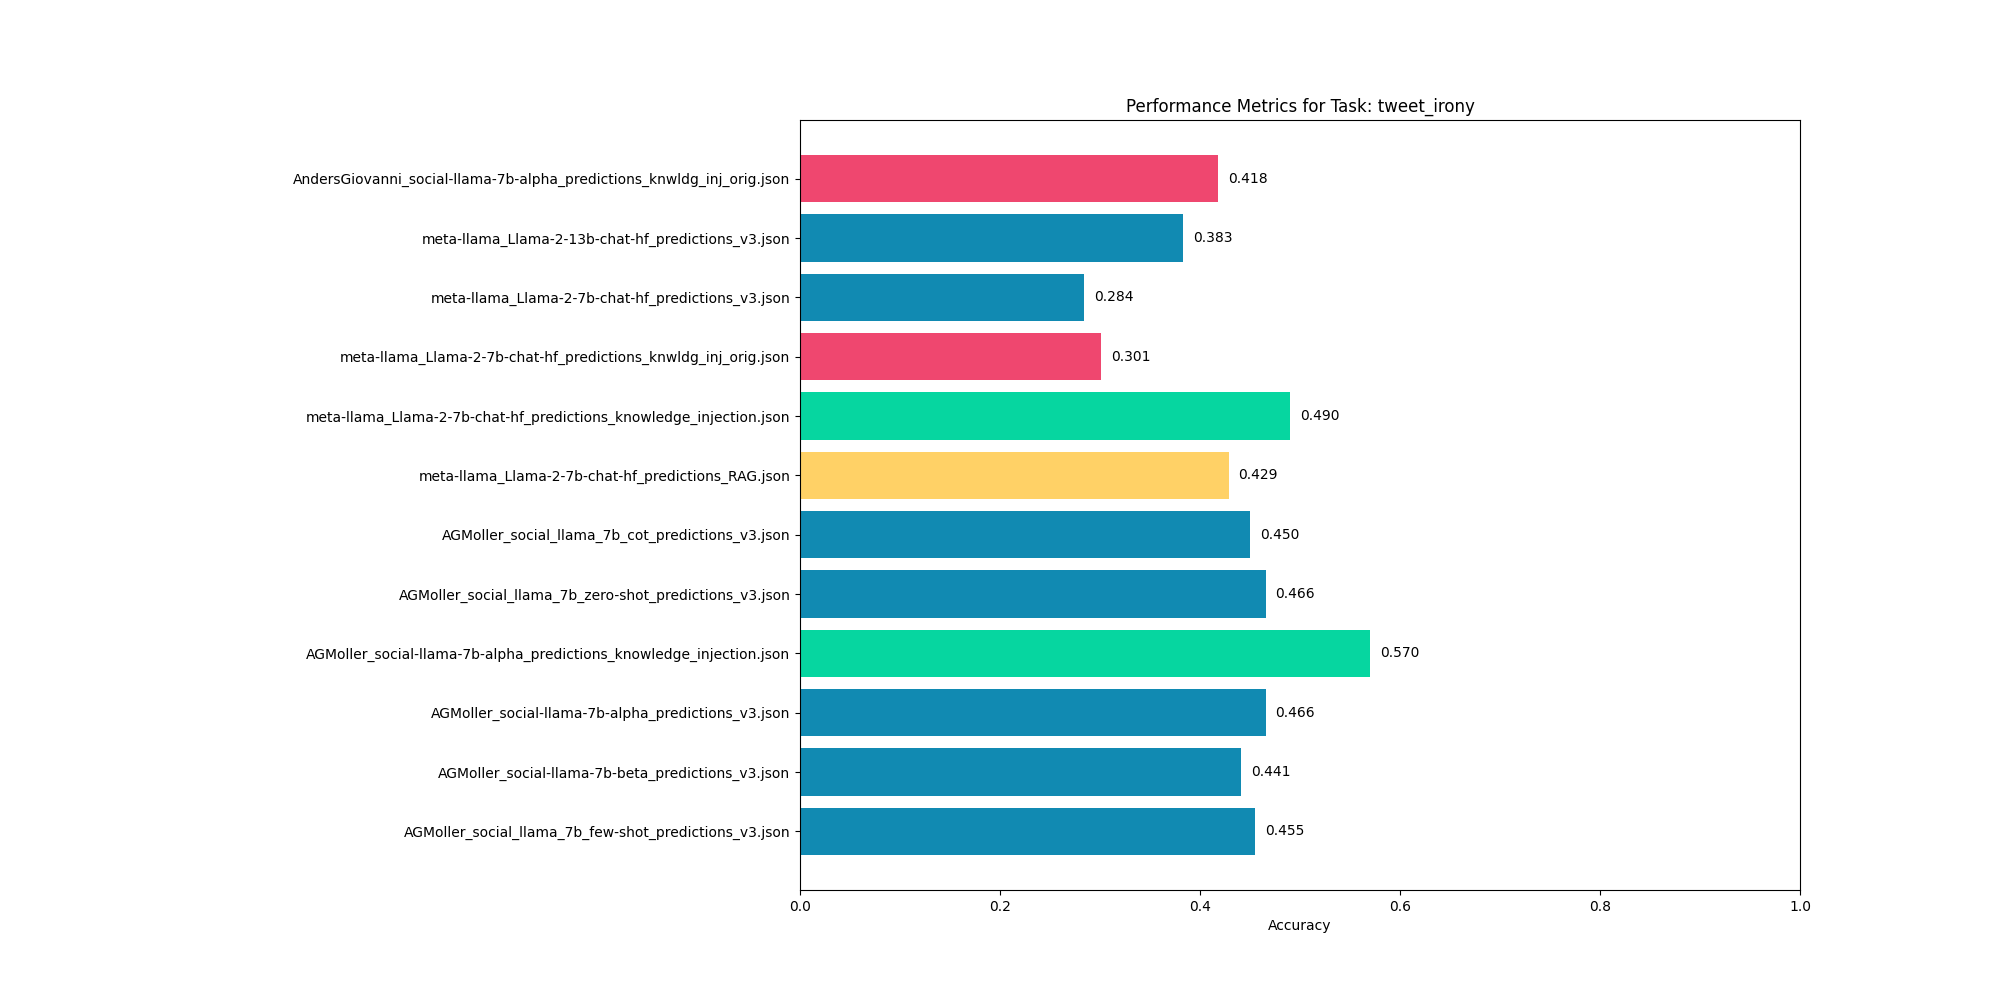 Performance Metrics for Task: tweet_irony
AndersGiovanni_social-llama-7b-alpha_predictions_knwldg_inj_orig.json 0.418
meta-llama_Llama-2-13b-chat-hf_predictions_v3.json 0.383
meta-llama_Llama-2-7b-chat-hf_predictions_v3.json 0.284
meta-llama_Llama-2-7b-chat-hf_predictions_knwldg_inj_orig.json 0.301
meta-llama_Llama-2-7b-chat-hf_predictions_knowledge_injection.json 0.490
meta-llama_Llama-2-7b-chat-hf_predictions_RAG.json 0.429
AGMoller_social_llama_7b_cot_predictions_v3.json 0.450
AGMoller_social_llama_7b_zero-shot_predictions_v3.json 0.466
AGMoller_social-llama-7b-alpha_predictions_knowledge_injection.json 0.570
AGMoller_social-llama-7b-alpha_predictions_v3.json 0.466
AGMoller_social-llama-7b-beta_predictions_v3.json 0.441
AGMoller_social_llama_7b_few-shot_predictions_v3.json 0.455
0.0 0.2 0.4 0.6 0.8 1.0
Accuracy